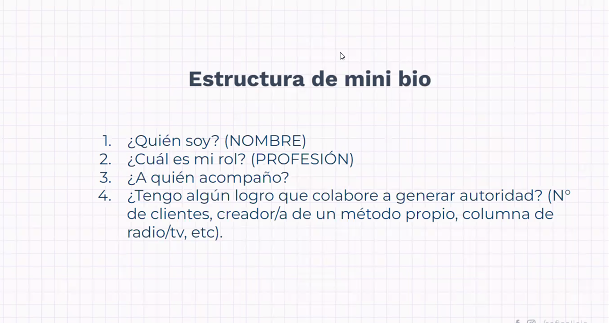 Estructura de mini bio
1. ¿Quién soy? (NOMBRE)
2. ¿Cuál es mi rol? (PROFESIÓN)
3. ¿A quién acompaño?
4. ¿Tengo algún logro que colabore a generar autoridad? (N°
de clientes, creador/a de un método propio, columna de
radio/tv, etc).